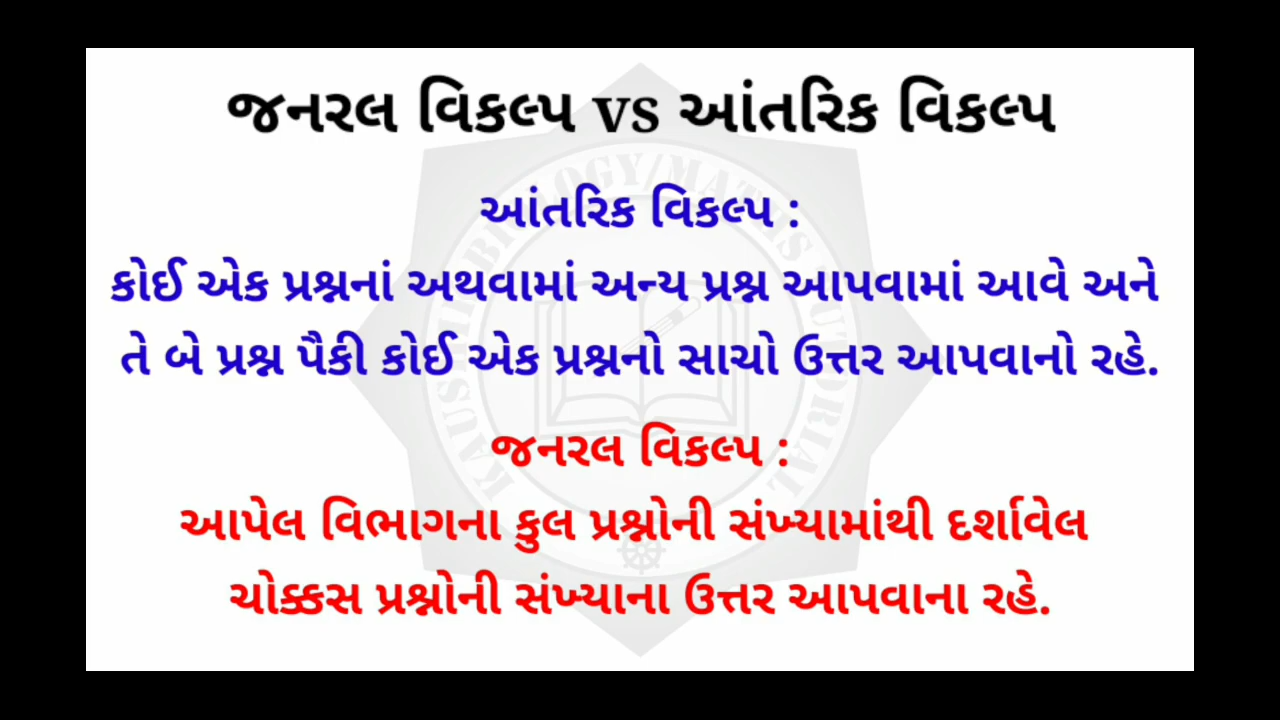 જનરલ વિકલ્પ vs આંતરિક વિકલ્પ
આંતરિક વિકલ્પ :
કોઈ એક પ્રશ્નનાં અથવામાં અન્ય પ્રશ્ન આપવામાં આવે અને
તે બે પ્રશ્ન પૈકી કોઈ એક પ્રશ્નનો સાચો ઉત્તર આપવાનો રહે.
જનરલ વિકલ્પ :
આપેલ વિભાગના કુલ પ્રશ્નોની સંખ્યામાંથી દર્શાવેલ
ચોક્કસ પ્રશ્નોની સંખ્યાના ઉત્તર આપવાના રહે.